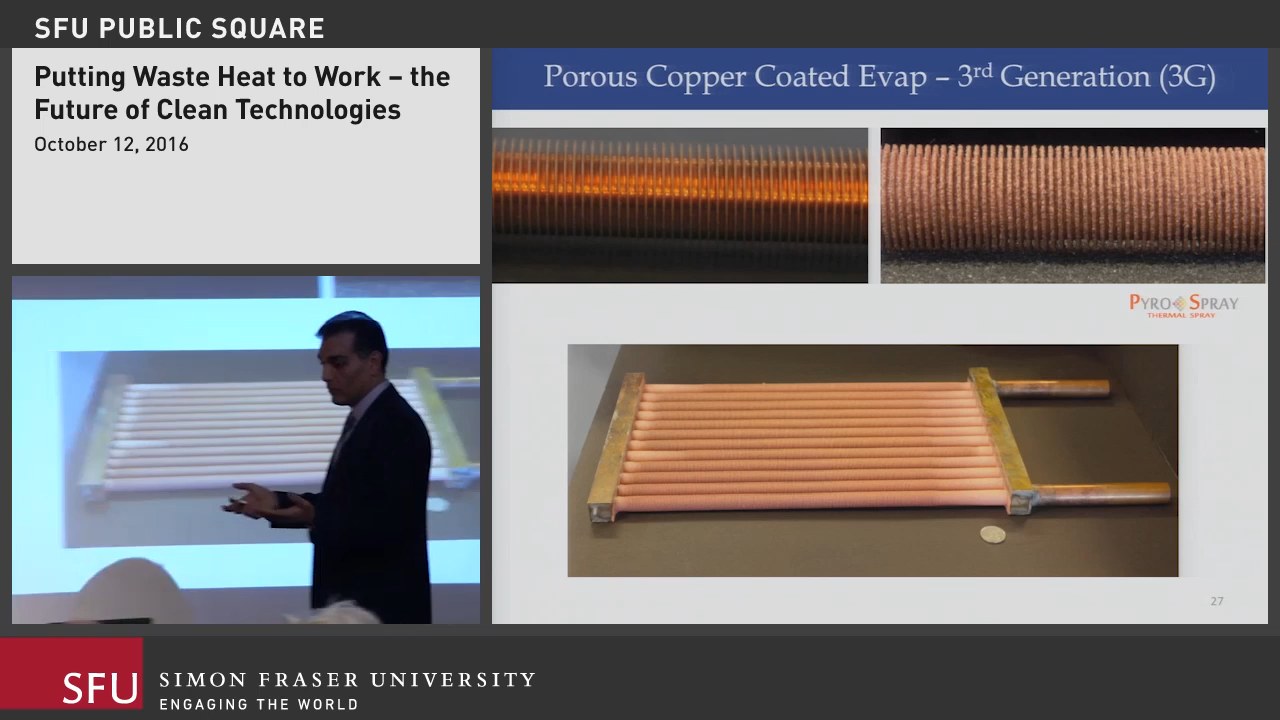 SFU PUBLIC SQUARE
Putting Waste Heat to Work – the
Future of Clean Technologies
October 12, 2016
Porous Copper Coated Evap – 3rd Generation (3G)
PYRO SPRAY
THERMAL SPRAY
27
SFU
SIMON FRASER UNIVERSITY
ENGAGING THE WORLD